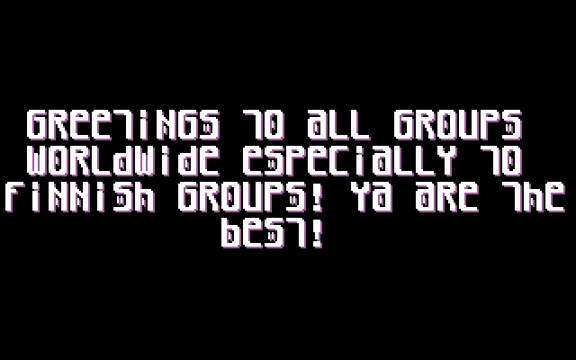 GREETINGS TO ALL GROUPS
WORLDWIDE ESPECIALLY TO
FINNISH GROUPS! YA ARE THE
BEST!